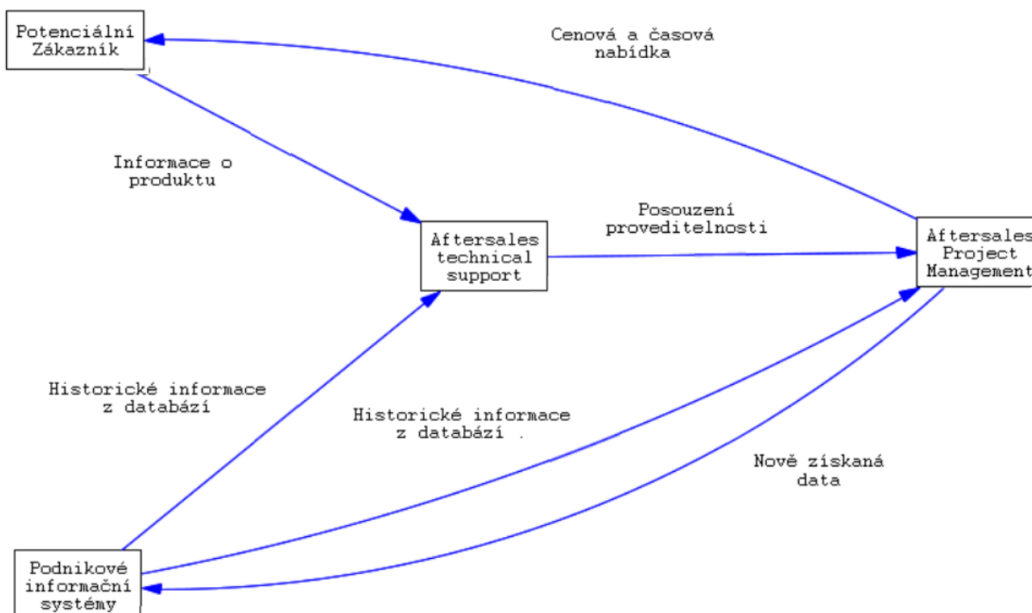 Potenciální
Zákazník
Cenová a časová
nabídka
Informace o
produktu
Aftersales
technical
support
Posouzení
proveditelnosti
Aftersales
Project
Management
Historické informace
z databází
Historické informace
z databází .
Nově získaná
data
Podnikové
informační
systémy